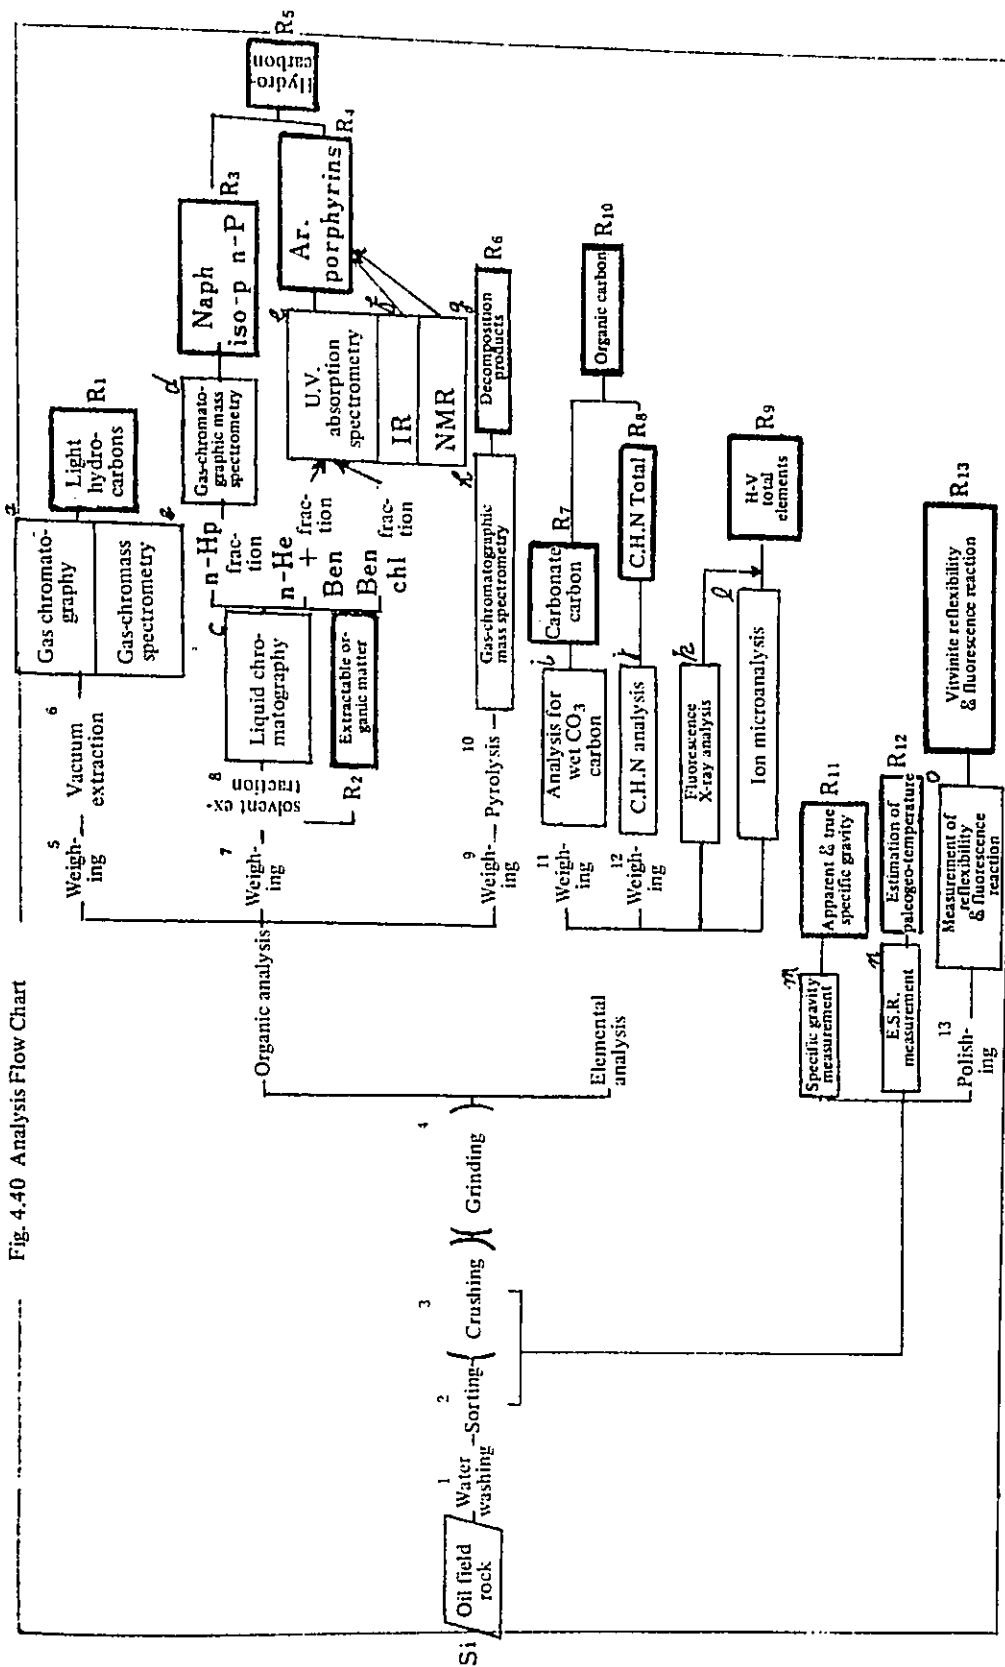 Fig. 4.40 Analysis Flow Chart
Si
Oil field
rock
1
Water
washing
2
Sorting
3
Crushing
4
Grinding
Organic analysis
Elemental
analysis
5
Weigh-
ing
6
Vacuum
extraction
a
Gas chromato-
graphy
Gas-chromass
spectrometry
Light
hydro-
carbons
R1
7
Weigh-
ing
8
solvent ex-
traction
c
Liquid chro-
matography
Extractable or-
ganic matter
R2
n-Hp
frac-
tion
n-He
+
Ben
frac-
tion
Ben
chl
frac-
tion
d
Gas-chromato-
graphic mass
spectrometry
Naph
iso-p n-P
R3
e
U.V.
absorption
spectrometry
f
IR
g
NMR
Ar.
porphyrins
R4
Hydro-
carbon
R5
9
Weigh-
ing
10
Pyrolysis
h
Gas-chromatographic
mass spectrometry
Decomposition
products
R6
11
Weigh-
ing
i
Analysis for
wet CO3
carbon
Carbonate
carbon
R7
12
Weigh-
ing
j
C.H.N analysis
C.H.N Total
R8
Organic carbon
R10
k
Fluorescence
X-ray analysis
l
Ion microanalysis
H-V
total
elements
R9
m
Specific gravity
measurement
Apparent & true
specific gravity
R11
n
E.S.R.
measurement
Estimation of
paleogeo-temperature
R12
13
Polish-
ing
o
Measurement of
reflexibility
& fluorescence
reaction
Vitvinite reflexibility
& fluorescence reaction
R13